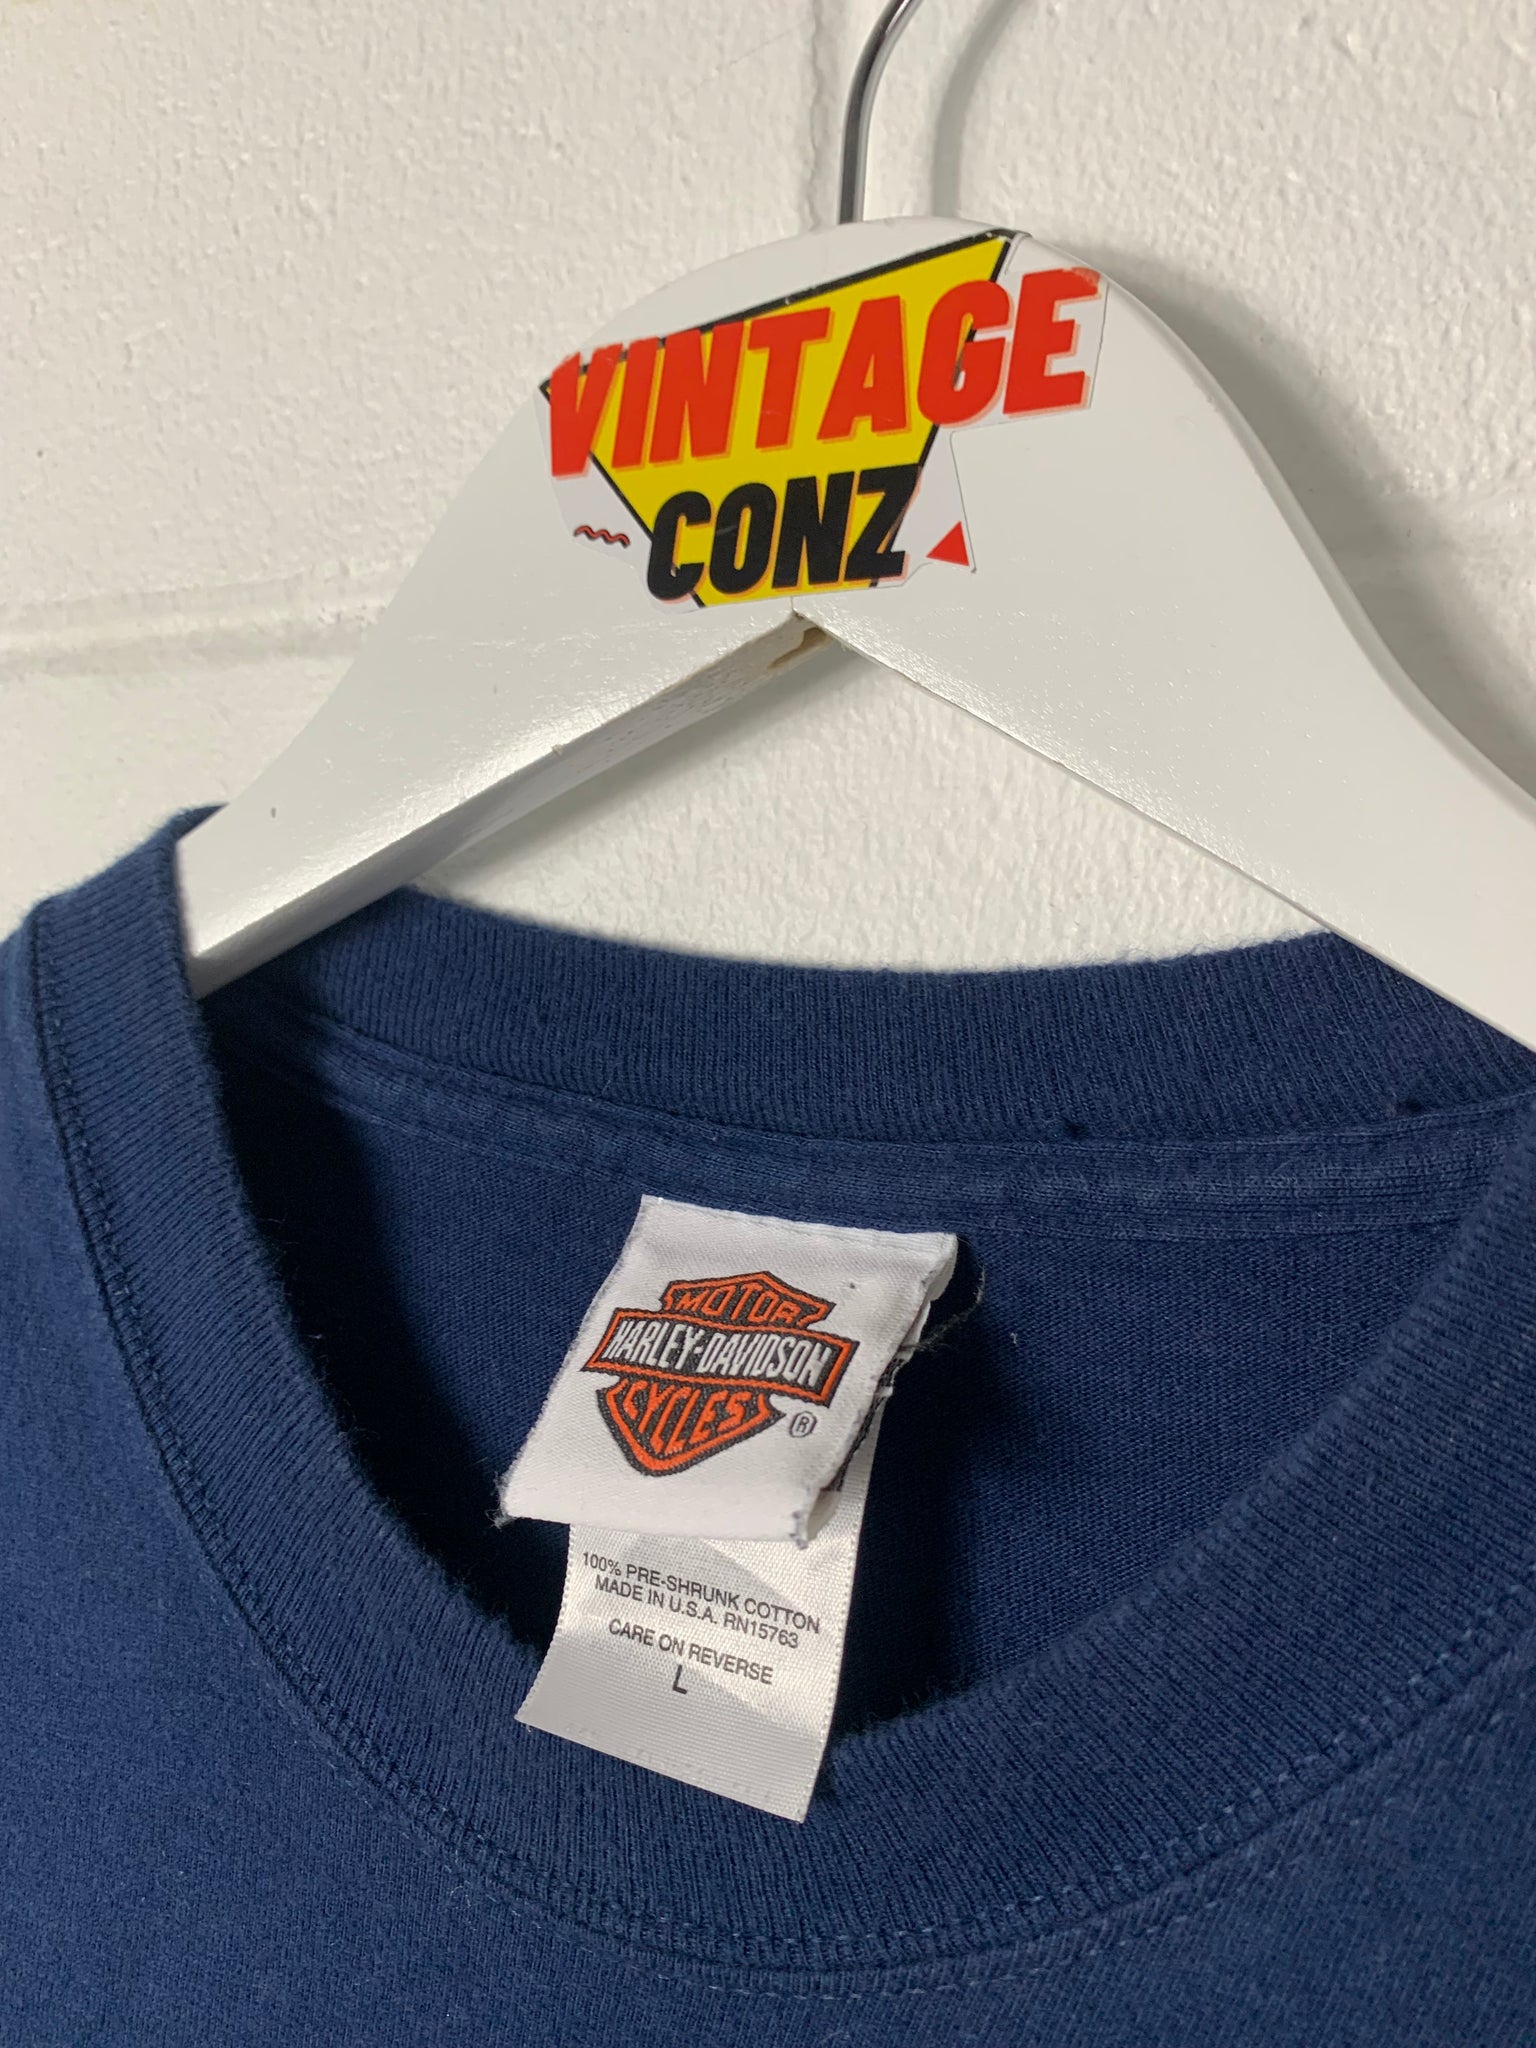 VINTAGE
CONZ
MOTOR
HARLEY-DAVIDSON
CYCLES
®
100% PRE-SHRUNK COTTON
MADE IN U.S.A. RN15763
CARE ON REVERSE
L